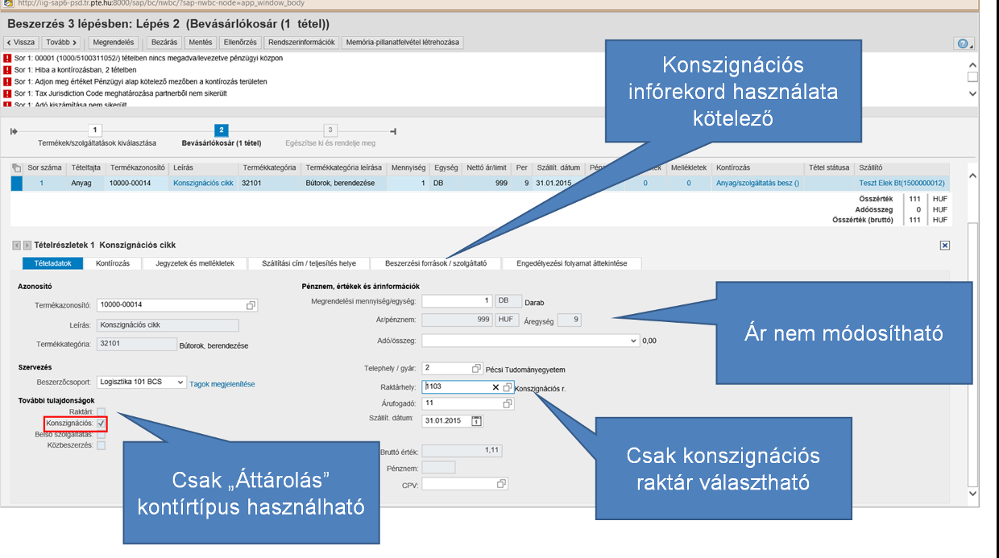 http://iig-sap6-psd.tr.pte.hu:8000/sap/bc/nwbc/?sap-nwbc-node=app_window_body
Beszerzés 3 lépésben: Lépés 2 (Bevásárlókosár (1 tétel))
Vissza Tovább Megrendelés Bezárás Mentés Ellenőrzés Rendszerinformációk Memória-pillanatfelvétel létrehozása
Sor 1: 00001 (1000/5100311052/) tételben nincs megadva/levezetve pénzügyi központ
Sor 1: Hiba a kontírozásban, 2 tételben
Sor 1: Adjon meg értéket Pénzügyi alap kötelező mezőben a kontírozás területen
Sor 1: Tax Jurisdiction Code meghatározása partnerből nem sikerült
Sor 1: Adó kiszámítása nem sikerült
Konszignációs
infórekord használata
kötelező
1 2 3
Termékek/szolgáltatások kiválasztása Bevásárlókosár (1 tétel) Egészítse ki és rendelje meg
Sor száma Tételfajta Termékazonosító Leírás Termékkategória Termékkategória leírása Mennyiség Egység Nettó ár/limit Per Szállít. dátum Mellékletek Kontírozás Tétel státusa Szállító
1 Anyag 10000-00014 Konszignációs cikk 32101 Bútorok, berendezése 1 DB 999 9 31.01.2015 0 0 Anyag/szolgáltatás besz () Teszt Elek Bt(1500000012)
Összérték 111 HUF
Adóösszeg 0 HUF
Összérték (bruttó) 111 HUF
Tételrészletek 1 Konszignációs cikk
Tételadatok Kontírozás Jegyzetek és mellékletek Szállítási cím / teljesítés helye Beszerzési források / szolgáltató Engedélyezési folyamat áttekintése
Azonosító
Termékazonosító: 10000-00014
Leírás: Konszignációs cikk
Termékkategória: 32101 Bútorok, berendezése
Szervezés
Beszerzőcsoport: Logisztika 101 BCS Tagok megjelenítése
További tulajdonságok
Raktári:
Konszignációs:
Belső szolgáltatás:
Közbeszerzés:
Pénznem, értékek és árinformációk
Megrendelési mennyiség/egység: 1 DB Darab
Ár/pénznem: 999 HUF Áregység 9
Adó/összeg: 0,00
Telephely / gyár: 2 Pécsi Tudományegyetem
Raktárhely: 1103 Konszignációs r.
Árufogadó: 11
Szállít. dátum: 31.01.2015
Bruttó érték: 1,11
Pénznem:
CPV:
Ár nem módosítható
Csak konszignációs
raktár választható
Csak „Áttárolás”
kontírtípus használható